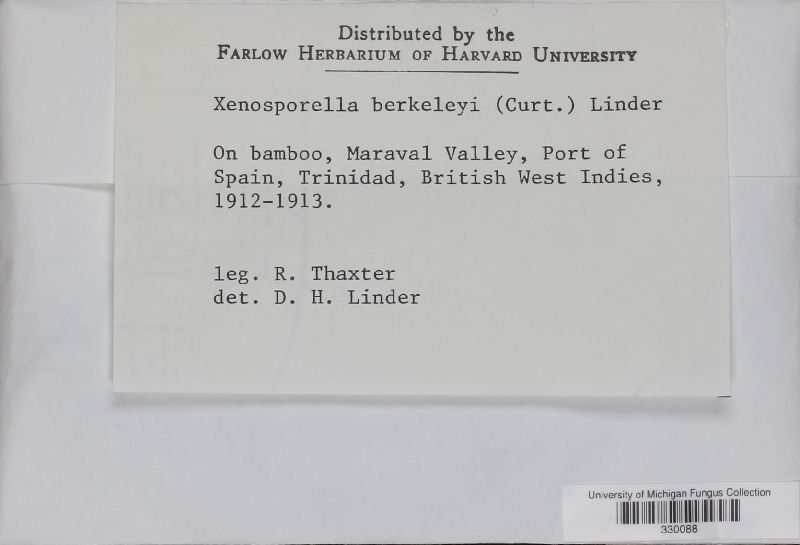 Distributed by the
FARLOW HERBARIUM OF HARVARD UNIVERSITY
Xenosporella berkeleyi (Curt.) Linder
On bamboo, Maraval Valley, Port of
Spain, Trinidad, British West Indies,
1912-1913.
leg. R. Thaxter
det. D. H. Linder
University of Michigan Fungus Collection
330088